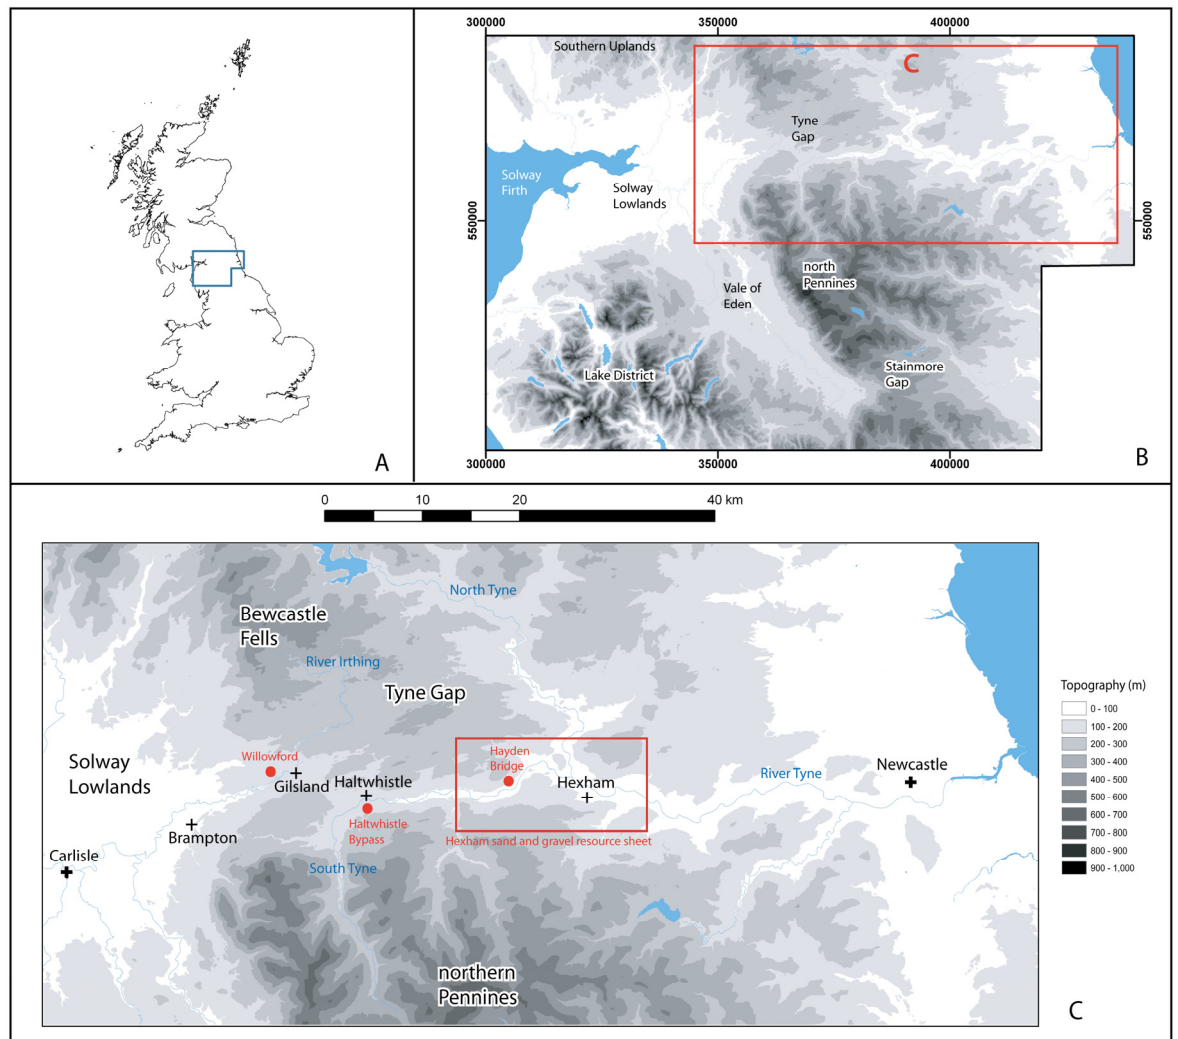 A
300000 350000 400000
Southern Uplands
C
Tyne
Gap
Solway
Firth
Solway
Lowlands
550000
550000
north
Pennines
Vale of
Eden
Stainmore
Gap
Lake District
B
300000 350000 400000
0 10 20 40 km
North Tyne
Bewcastle
Fells
River Irthing
Tyne Gap
Topography (m)
0 - 100
100 - 200
200 - 300
300 - 400
400 - 500
500 - 600
600 - 700
700 - 800
800 - 900
900 - 1,000
Solway
Lowlands
Willowford
Gilsland
Haltwhistle
Hayden
Bridge
Hexham
River Tyne
Newcastle
Haltwhistle
Bypass
Hexham sand and gravel resource sheet
Brampton
Carlisle
South Tyne
northern
Pennines
C